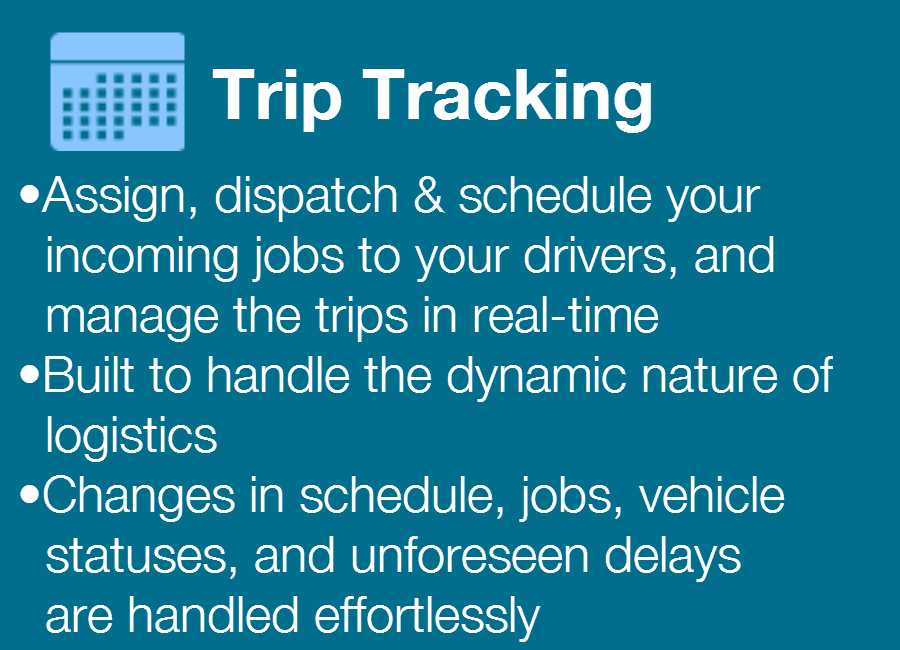 Trip Tracking
•Assign, dispatch & schedule your
incoming jobs to your drivers, and
manage the trips in real-time
•Built to handle the dynamic nature of
logistics
•Changes in schedule, jobs, vehicle
statuses, and unforeseen delays
are handled effortlessly